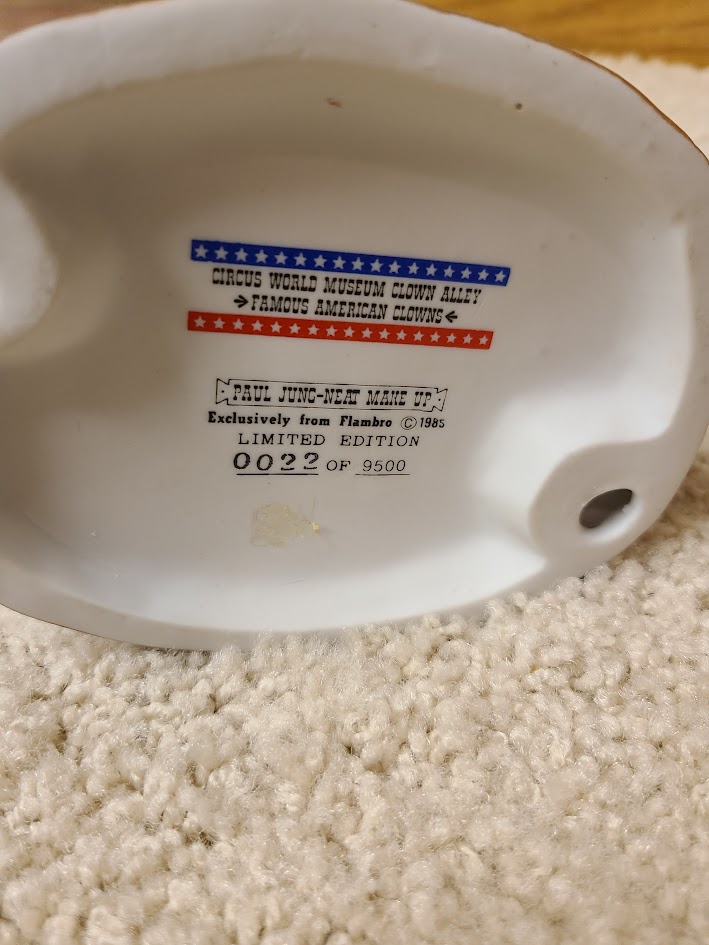 CIRCUS WORLD MUSEUM CLOWN ALLEY
→FAMOUS AMERICAN CLOWNS←
PAUL JUNG-NEAT MAKE UP
Exclusively from Flambro © 1985
LIMITED EDITION
0022 OF 9500